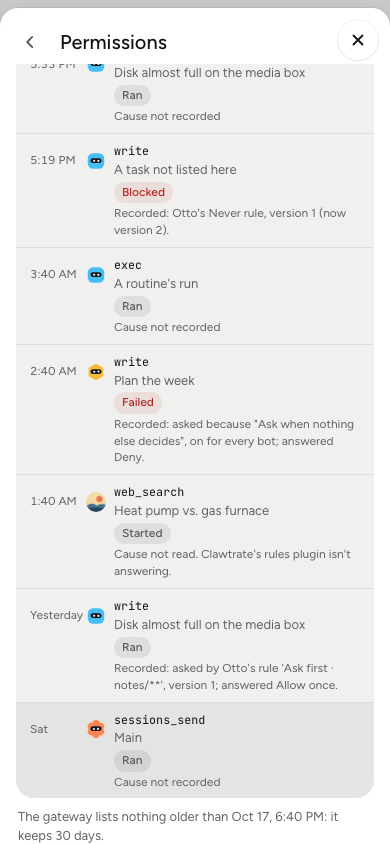 Permissions
5:35 PM
Disk almost full on the media box
Ran
Cause not recorded
5:19 PM
write
A task not listed here
Blocked
Recorded: Otto's Never rule, version 1 (now
version 2).
3:40 AM
exec
A routine's run
Ran
Cause not recorded
2:40 AM
write
Plan the week
Failed
Recorded: asked because "Ask when nothing
else decides", on for every bot; answered
Deny.
1:40 AM
web_search
Heat pump vs. gas furnace
Started
Cause not read. Clawtrate's rules plugin isn't
answering.
Yesterday
write
Disk almost full on the media box
Ran
Recorded: asked by Otto's rule 'Ask first ·
notes/**', version 1; answered Allow once.
Sat
sessions_send
Main
Ran
Cause not recorded
The gateway lists nothing older than Oct 17, 6:40 PM: it
keeps 30 days.